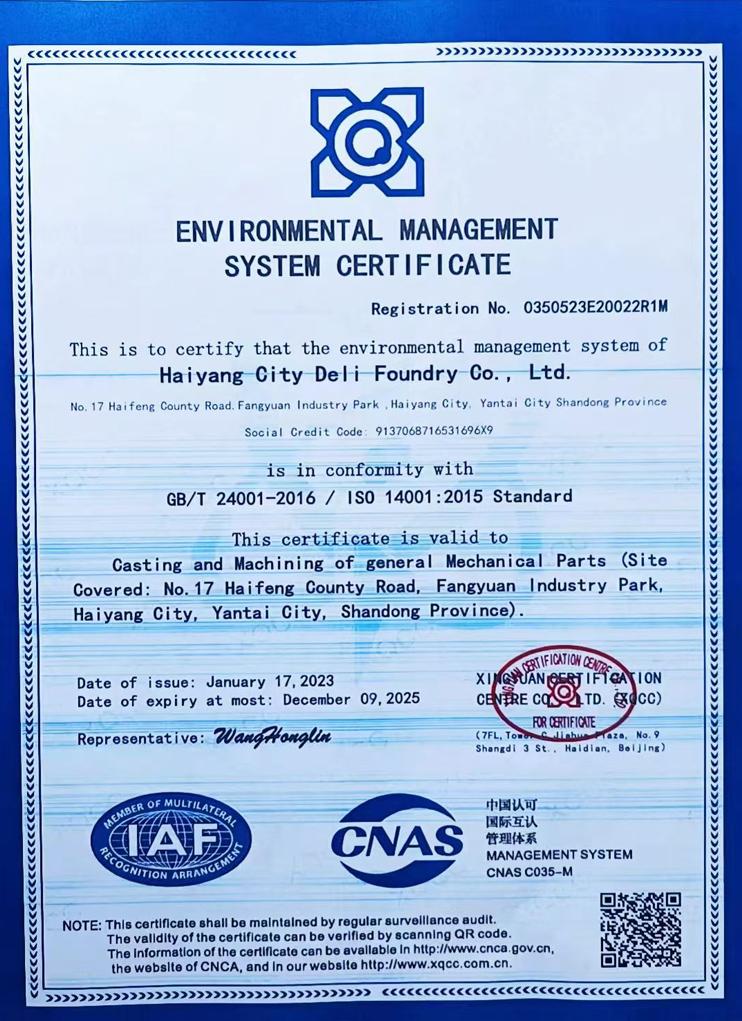 ENVIRONMENTAL MANAGEMENT
SYSTEM CERTIFICATE
Registration No. 0350523E20022R1M
This is to certify that the environmental management system of
Haiyang City Deli Foundry Co., Ltd.
No.17 Haifeng County Road, Fangyuan Industry Park ,Haiyang City, Yantai City Shandong Province
Social Credit Code: 9137068716531696X9
is in conformity with
GB/T 24001-2016 / ISO 14001:2015 Standard
This certificate is valid to
Casting and Machining of general Mechanical Parts (Site
Covered: No.17 Haifeng County Road, Fangyuan Industry Park,
Haiyang City, Yantai City, Shandong Province).
Date of issue: January 17,2023
Date of expiry at most: December 09,2025
Representative: WangHonglin
XINGYUAN CERTIFICATION
CENTRE CO., LTD. (XQCC)
CERTIFICATION CENTRE
FOR CERTIFICATE
(7FL, Tower C Jiahua Plaza, No.9
Shangdi 3 St., Haidian, Beijing)
MEMBER OF MULTILATERAL
IAF
RECOGNITION ARRANGEMENT
CNAS
中国认可
国际互认
管理体系
MANAGEMENT SYSTEM
CNAS C035-M
NOTE: This certificate shall be maintained by regular surveillance audit.
The validity of the certificate can be verified by scanning QR code.
The information of the certificate can be available in http://www.cnca.gov.cn,
the website of CNCA, and in our website http://www.xqcc.com.cn.